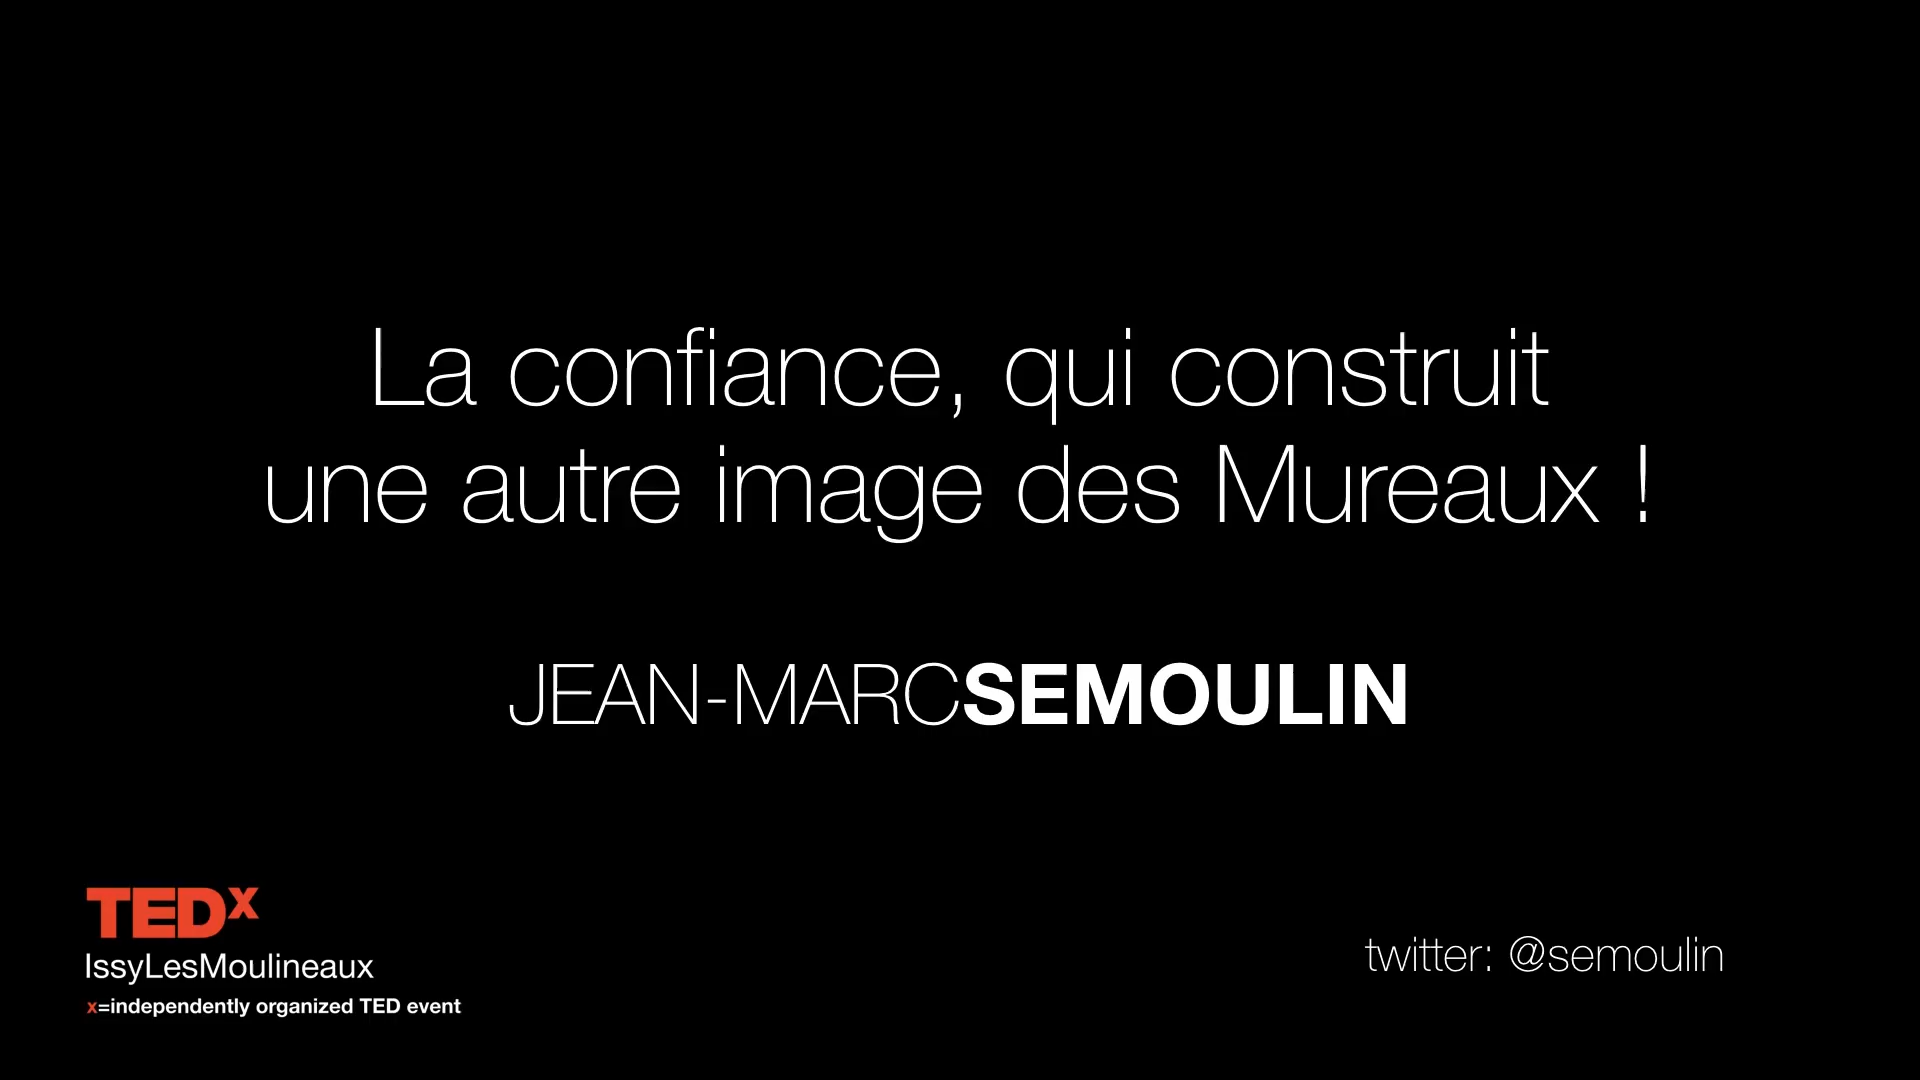 La confiance, qui construit
une autre image des Mureaux !
JEAN-MARCSEMOULIN
TEDx
IssyLesMoulineaux
x=independently organized TED event
twitter: @semoulin